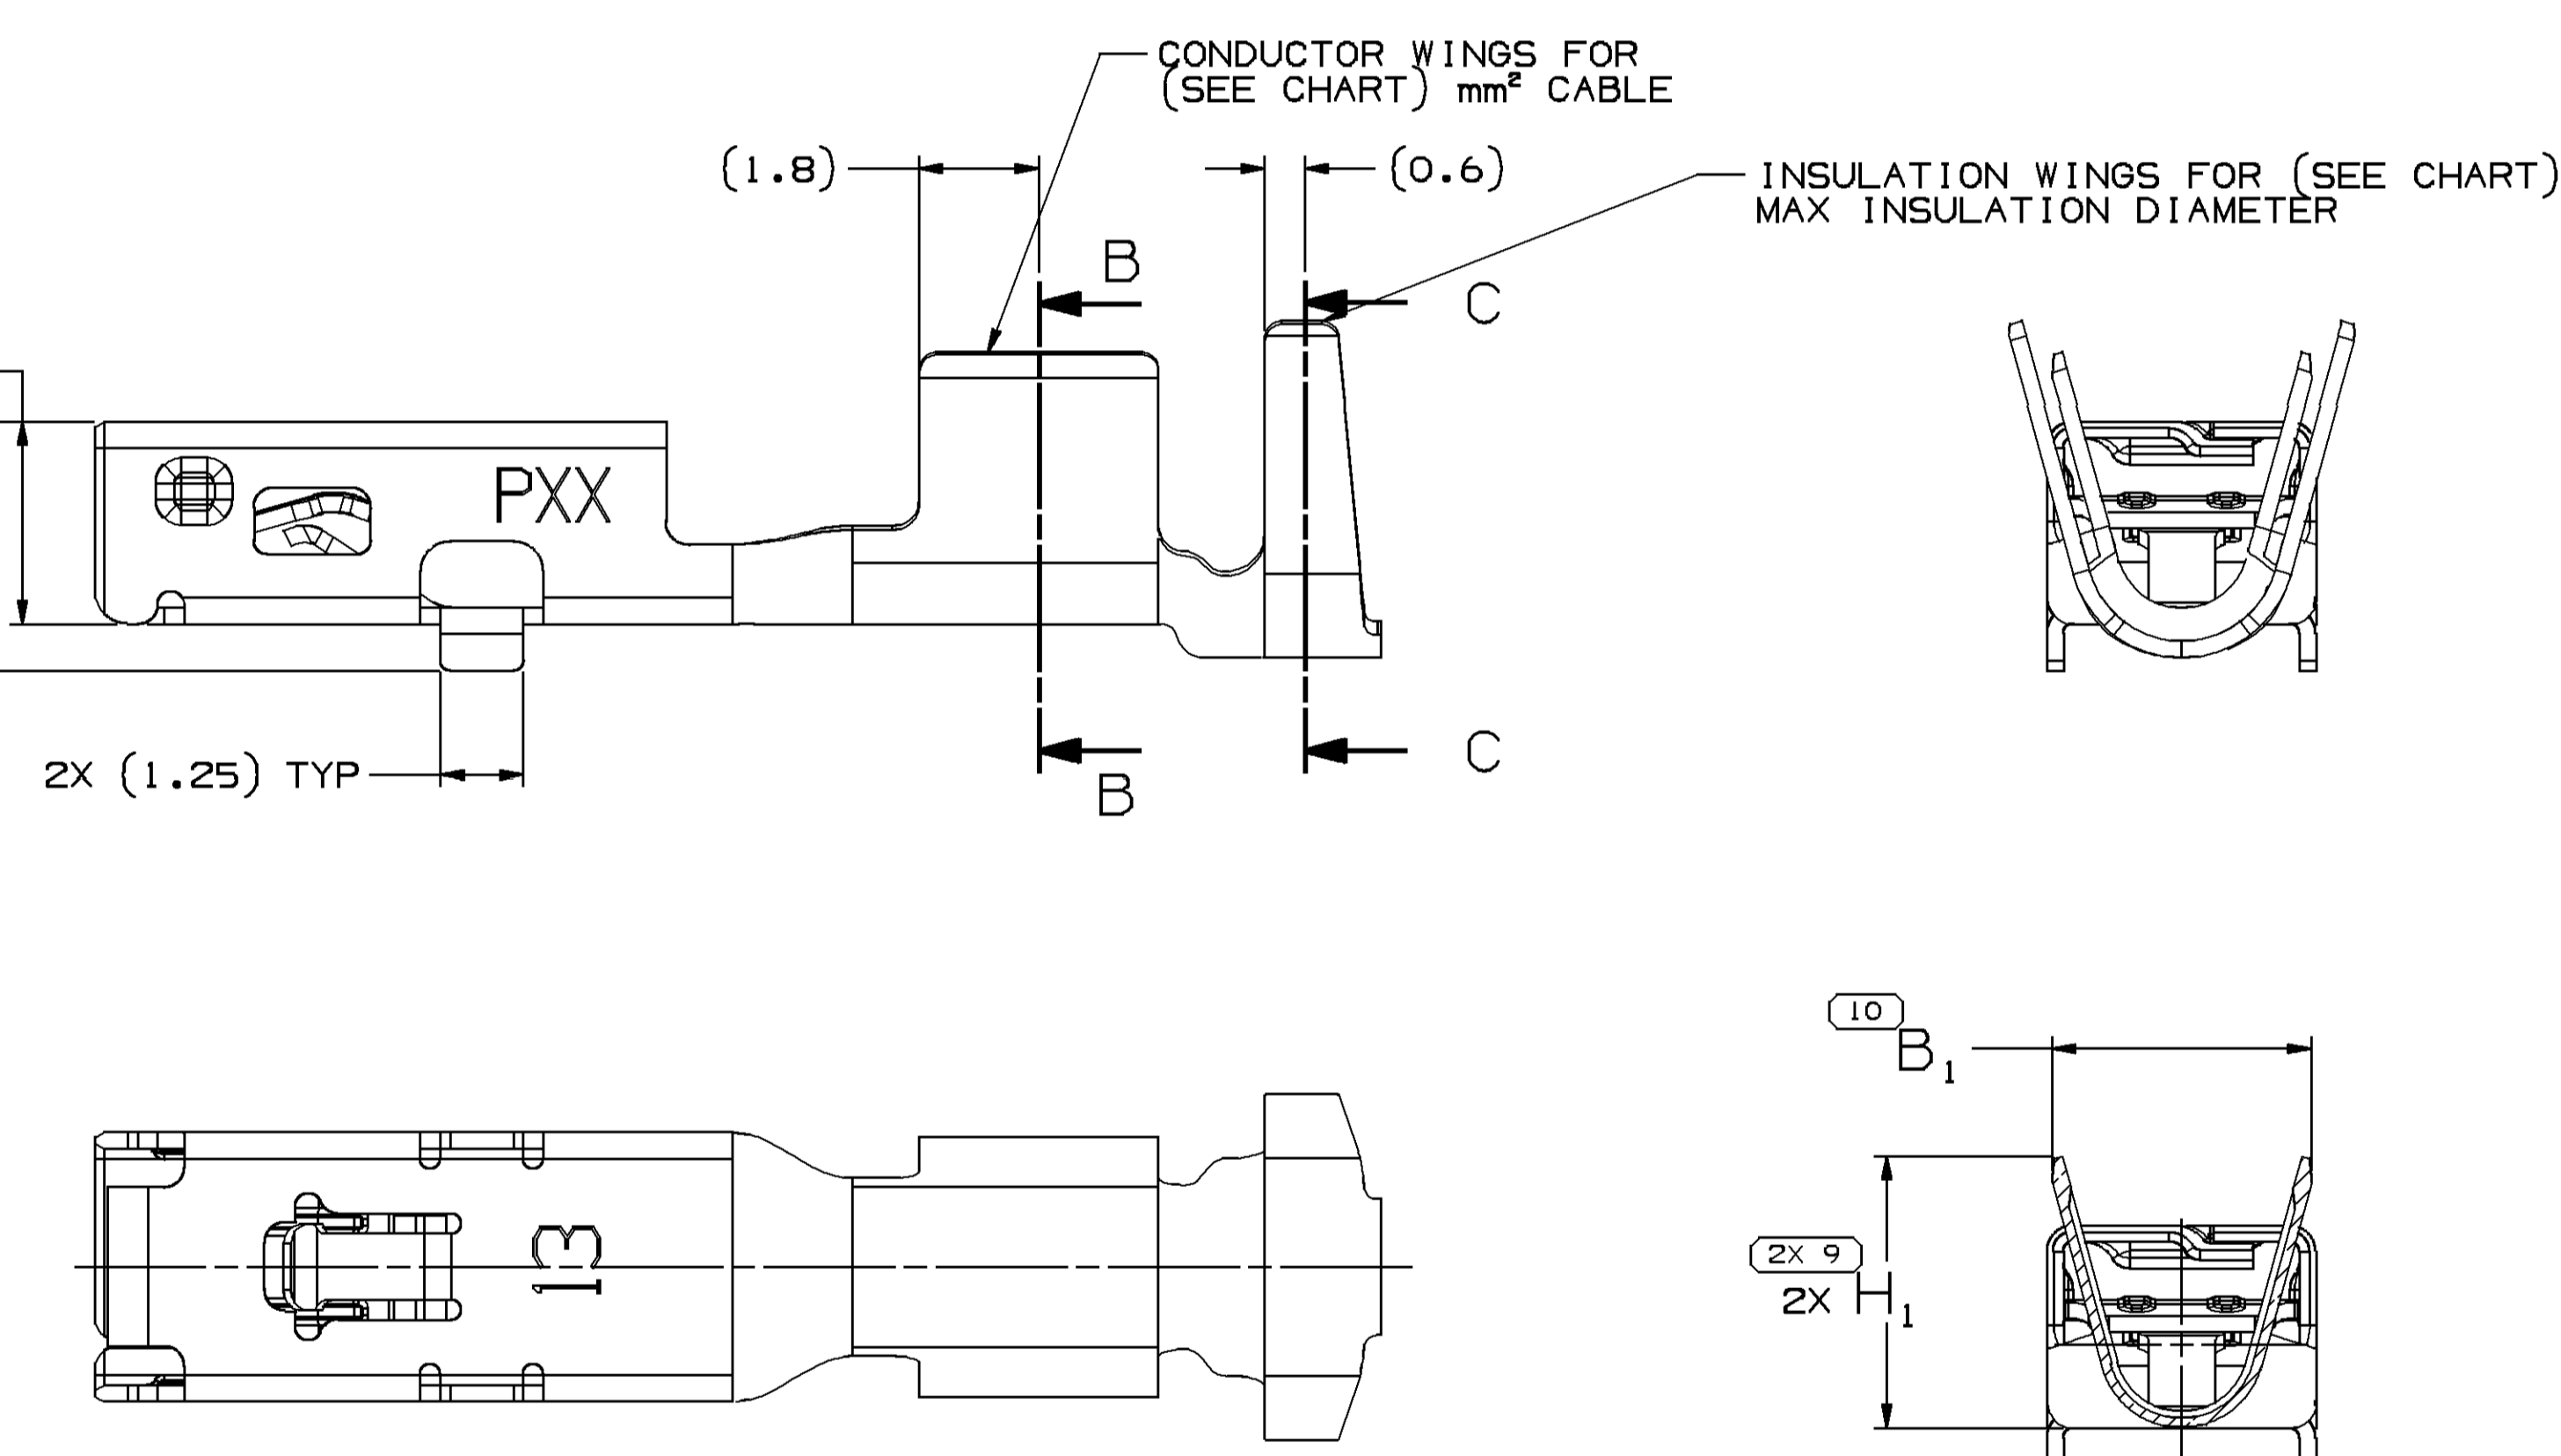 CONDUCTOR WINGS FOR
(SEE CHART) mm² CABLE
(1.8)
(0.6)
INSULATION WINGS FOR (SEE CHART)
MAX INSULATION DIAMETER
B
C
PXX
2X (1.25) TYP
B
C
10
B1
13
2X 9
2X H1